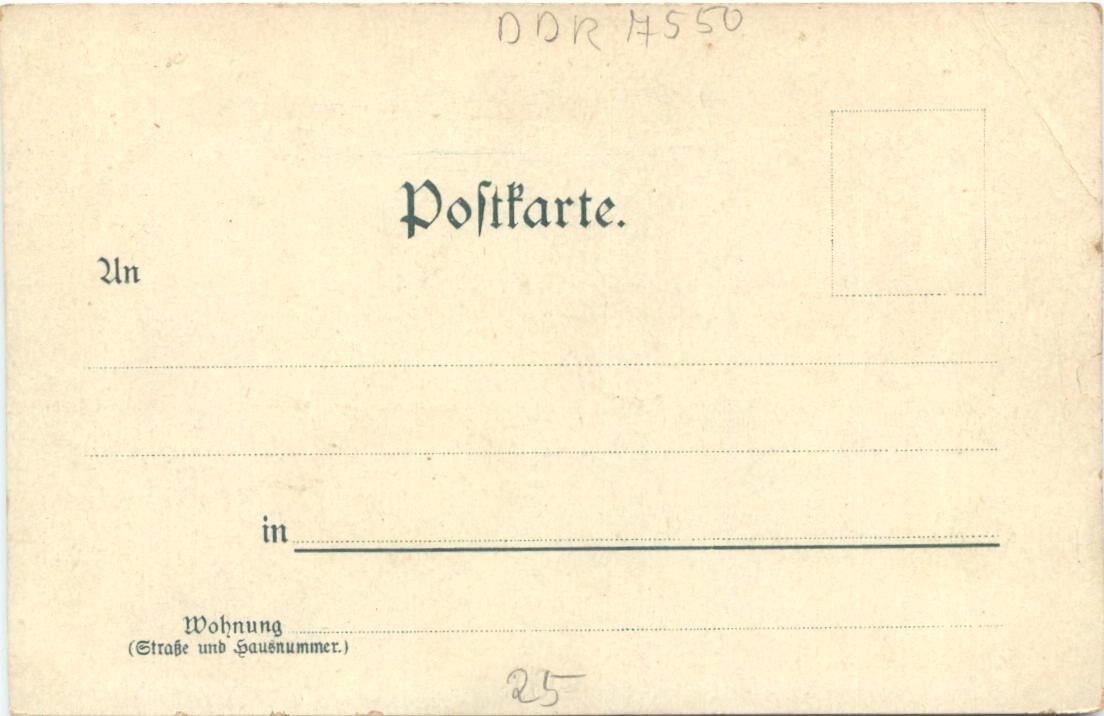 DDR 7550
Postkarte.
An
in
Wohnung
(Straße und Hausnummer.)
25